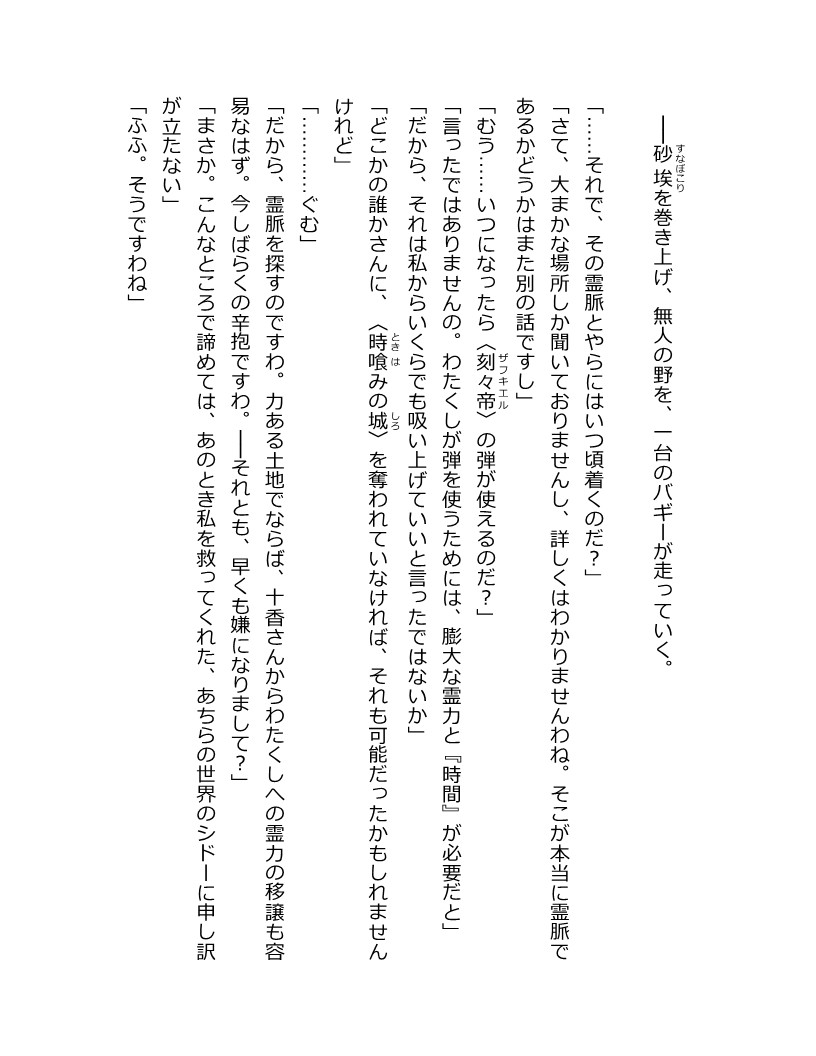 ――砂埃を巻き上げ、無人の野を、一台のバギーが走っていく。
すなぼこり
「……それで、その霊脈とやらにはいつ頃着くのだ？」
「さて、大まかな場所しか聞いておりませんし、詳しくはわかりませんわね。そこが本当に霊脈で
あるかどうかはまた別の話ですし」
「むう……いつになったら〈刻々帝〉の弾が使えるのだ？」
ザフキエル
「言ったではありませんの。わたくしが弾を使うためには、膨大な霊力と『時間』が必要だと」
「だから、それは私からいくらでも吸い上げていいと言ったではないか」
「どこかの誰かさんに、〈時喰みの城〉を奪われていなければ、それも可能だったかもしれません
とき は しろ
けれど」
「…………ぐむ」
「だから、霊脈を探すのですわ。力ある土地でならば、十香さんからわたくしへの霊力の移譲も容
易なはず。今しばらくの辛抱ですわ。――それとも、早くも嫌になりまして？」
「まさか。こんなところで諦めては、あのとき私を救ってくれた、あちらの世界のシドーに申し訳
が立たない」
「ふふ。そうですわね」